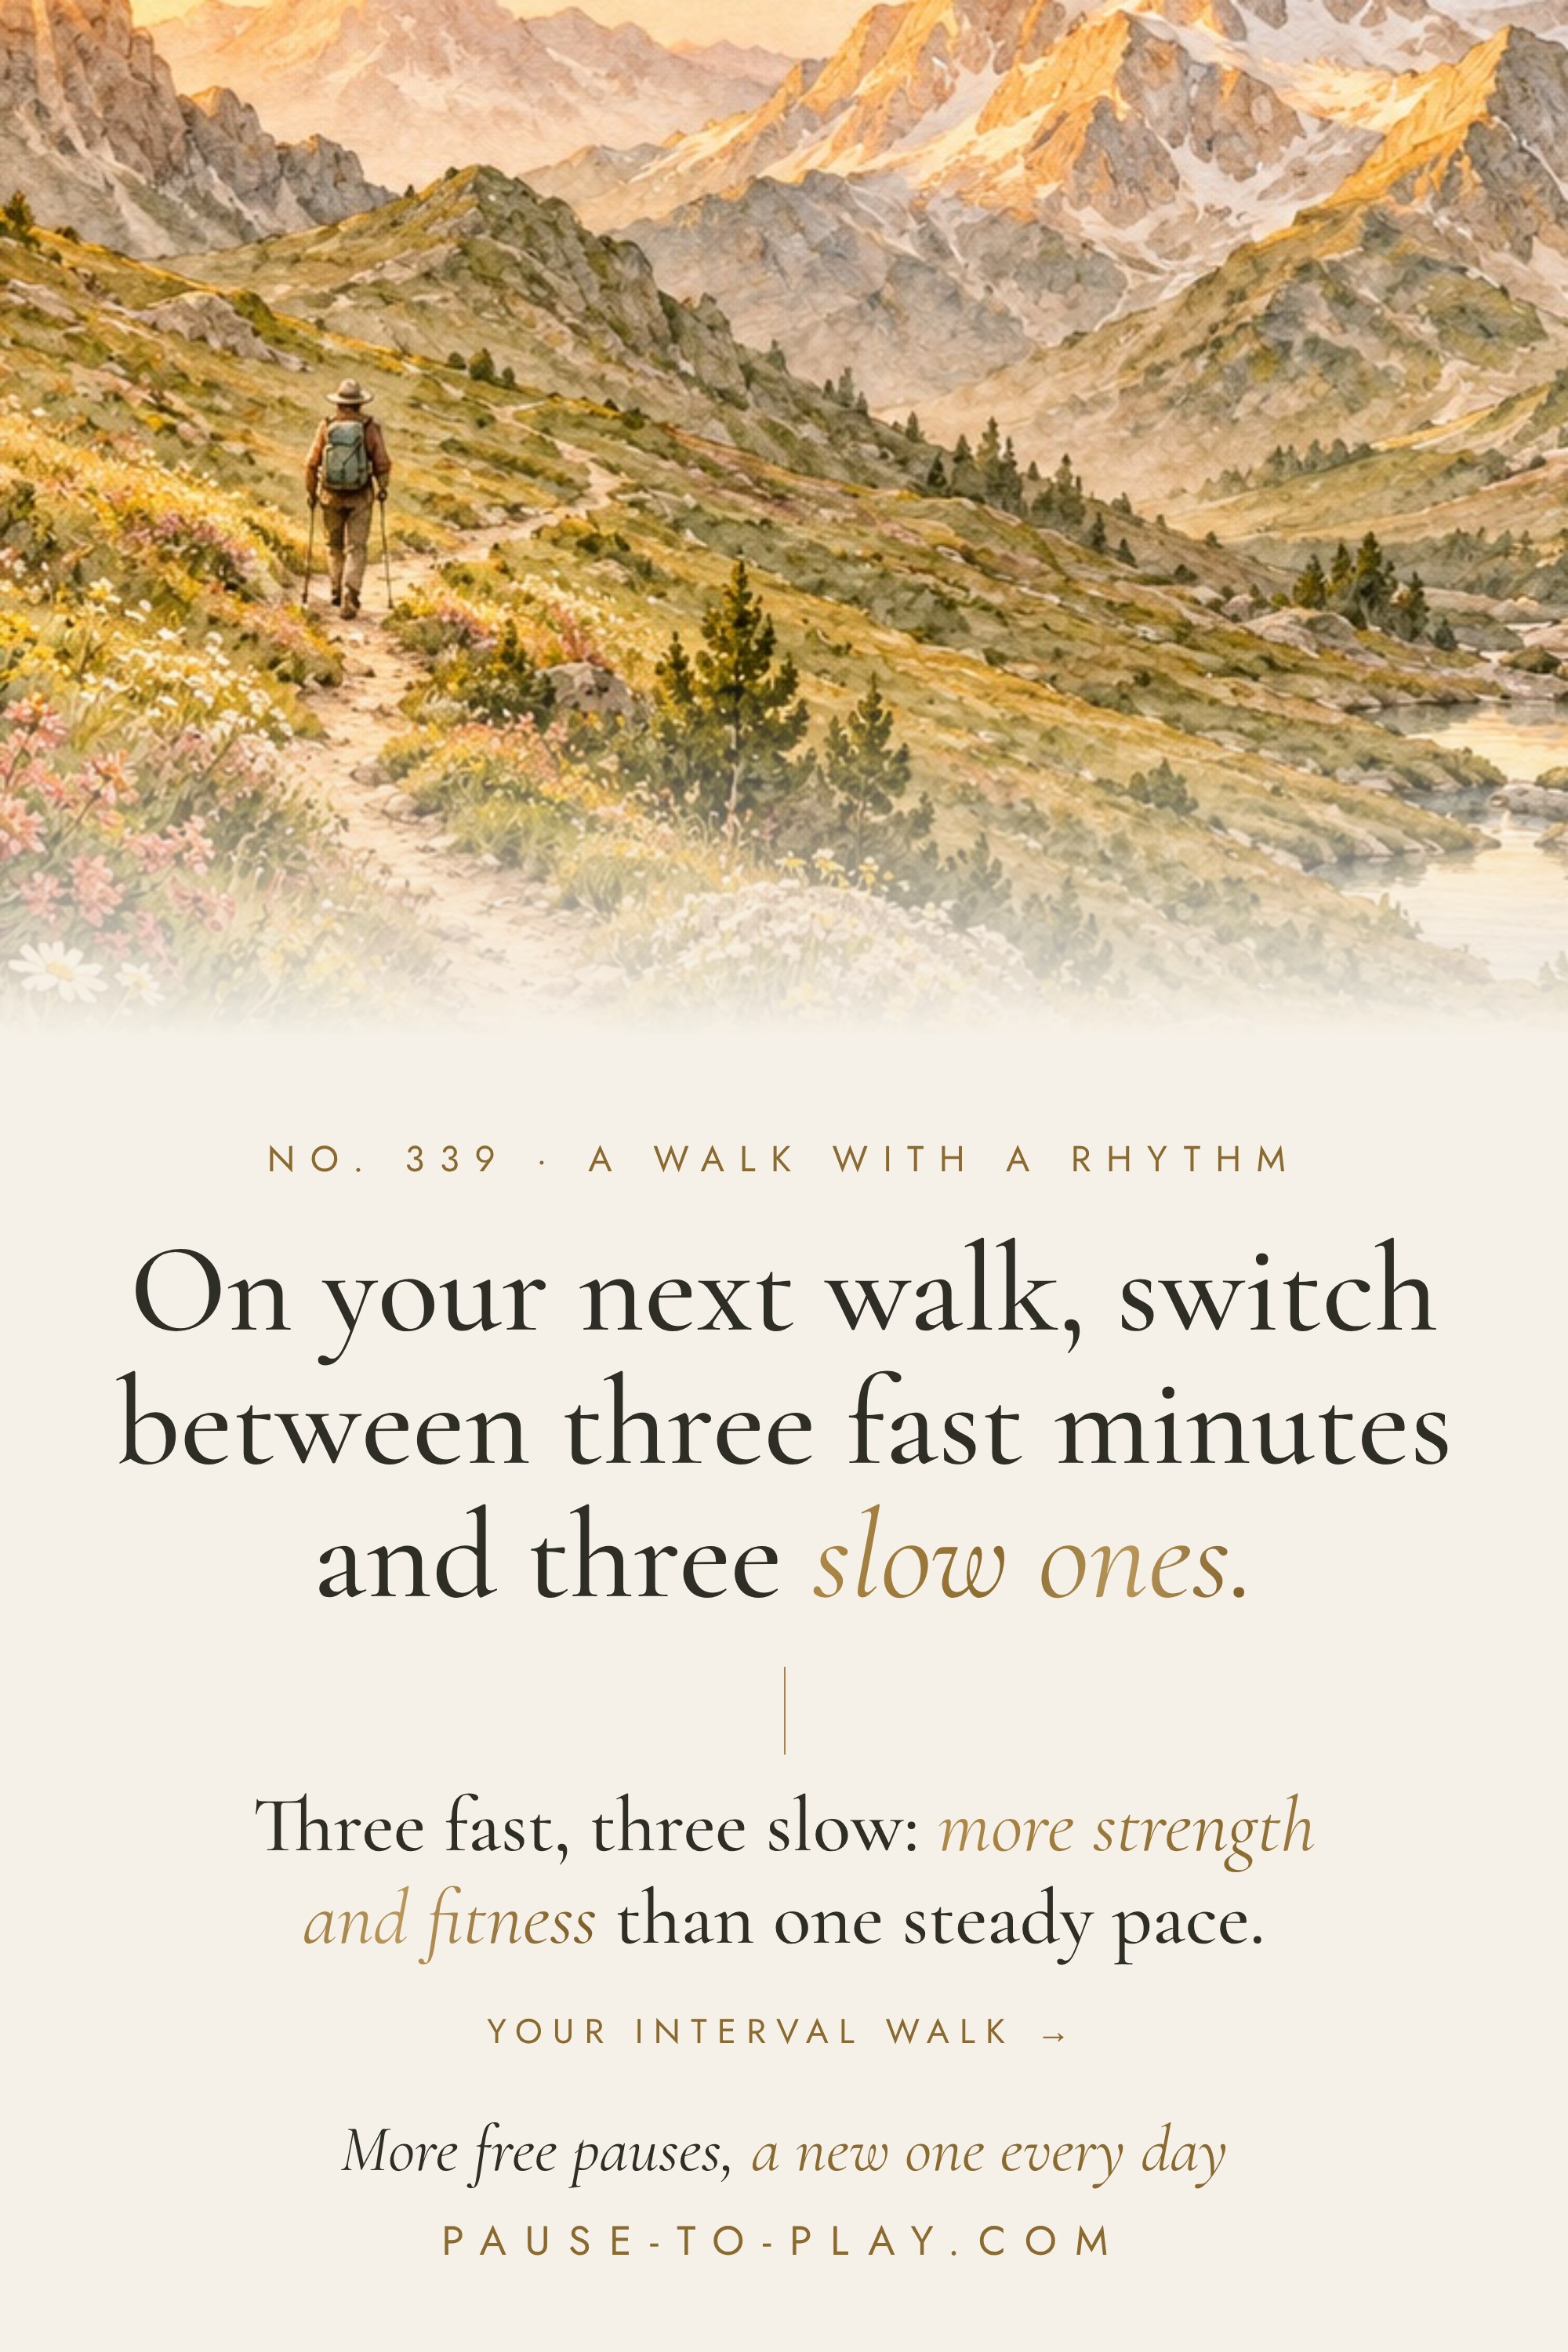 NO. 339 · A WALK WITH A RHYTHM
On your next walk, switch
between three fast minutes
and three slow ones.
Three fast, three slow: more strength
and fitness than one steady pace.
YOUR INTERVAL WALK →
More free pauses, a new one every day
PAUSE-TO-PLAY.COM